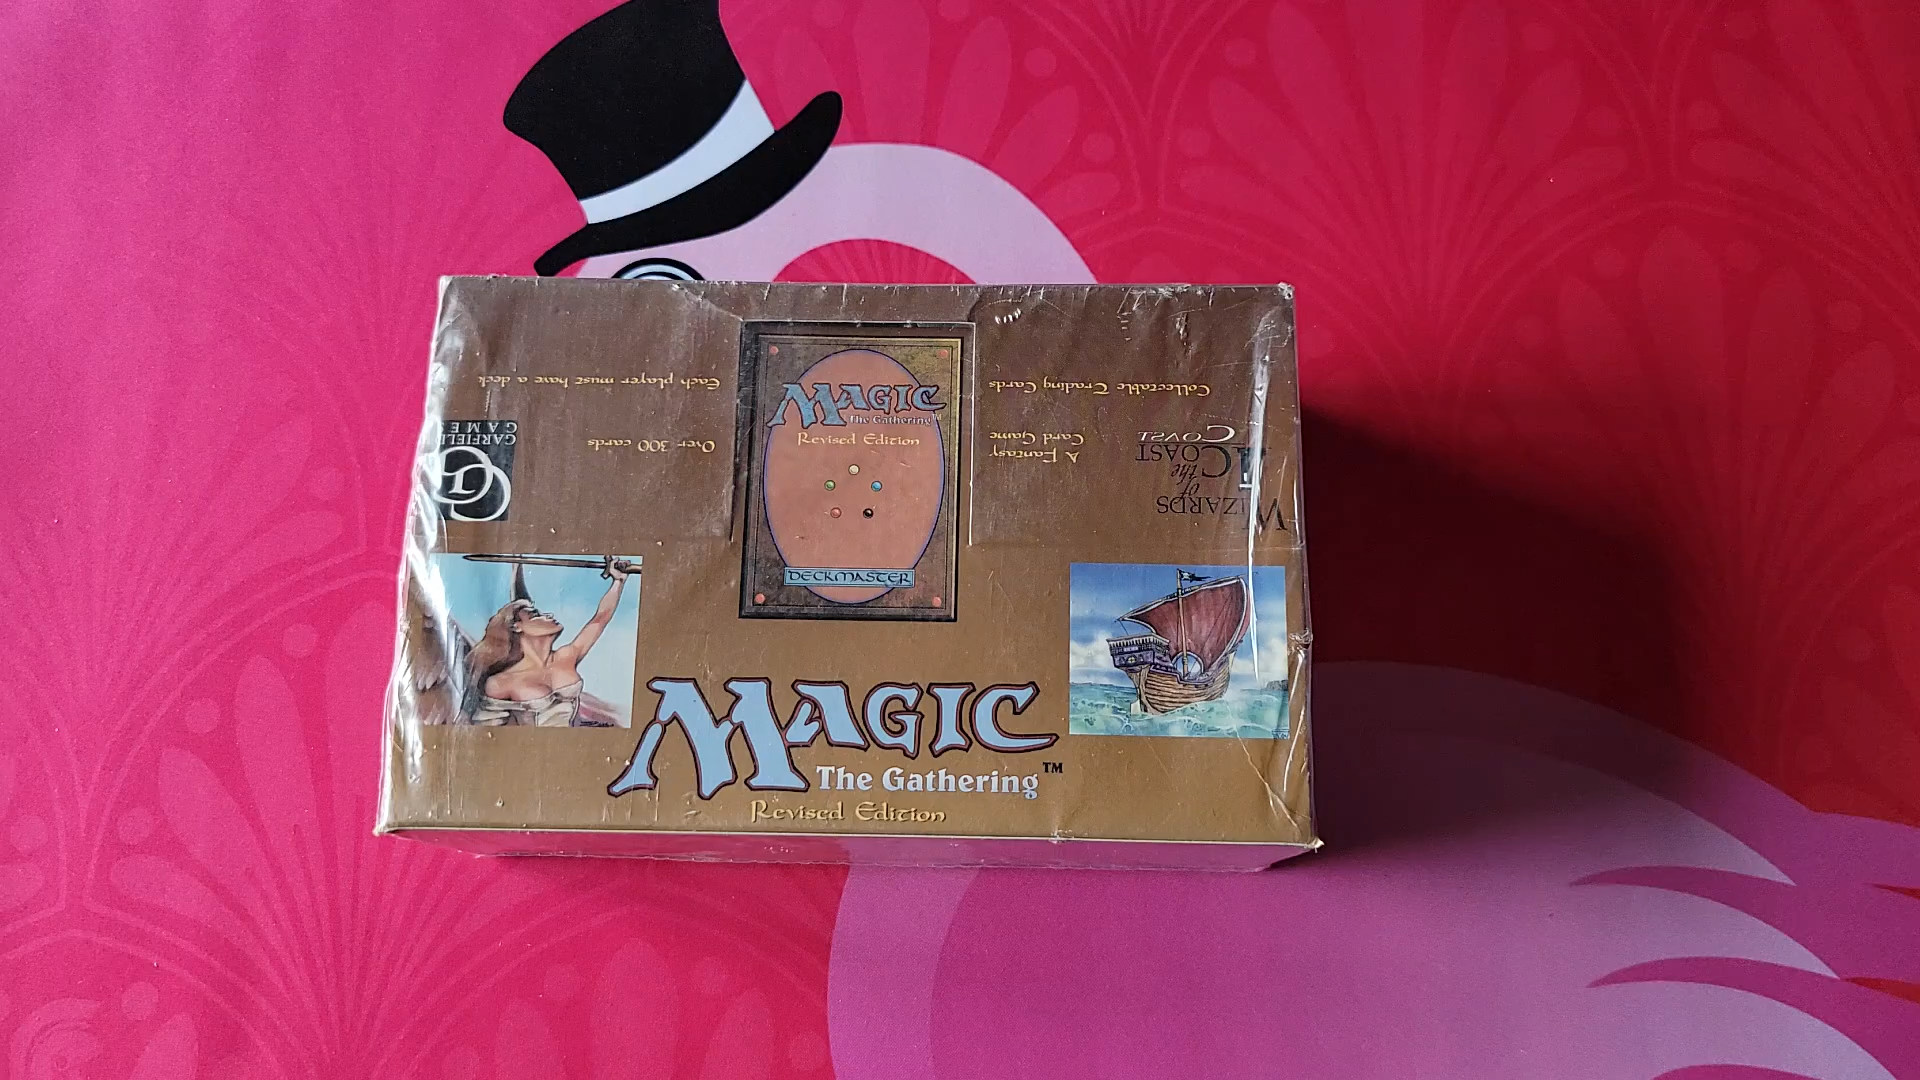 Each player must have a deck
Over 300 cards
GARFIELD
GAMES
MAGIC
The Gathering™
Revised Edition
DECKMASTER
Collectable Trading Cards
A Fantasy
Card Game
WIZARDS
of
the
COAST
MAGIC
The Gathering™
Revised Edition